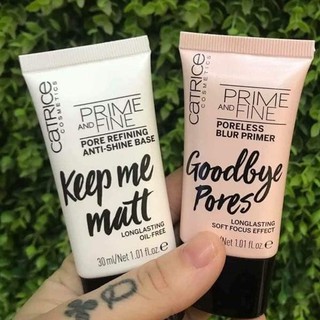 CATRICE
COSMETICS
PRIME
AND FINE
PORE REFINING
ANTI-SHINE BASE
Keep me
matt
LONGLASTING
OIL-FREE
30 ml/Net 1.01 fl.oz. e
CATRICE
COSMETICS
PRIME
AND FINE
PORELESS
BLUR PRIMER
Goodbye
Pores
LONGLASTING
SOFT FOCUS EFFECT
/Net 1.01 fl.oz. e